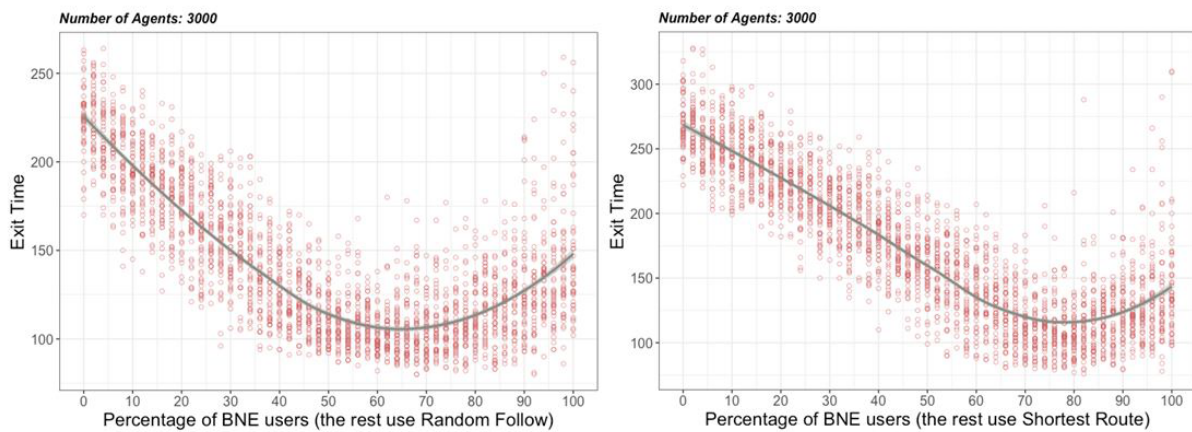 Number of Agents: 3000
250
200
150
100
Exit Time
0 10 20 30 40 50 60 70 80 90 100
Percentage of BNE users (the rest use Random Follow)
Number of Agents: 3000
300
250
200
150
100
Exit Time
0 10 20 30 40 50 60 70 80 90 100
Percentage of BNE users (the rest use Shortest Route)